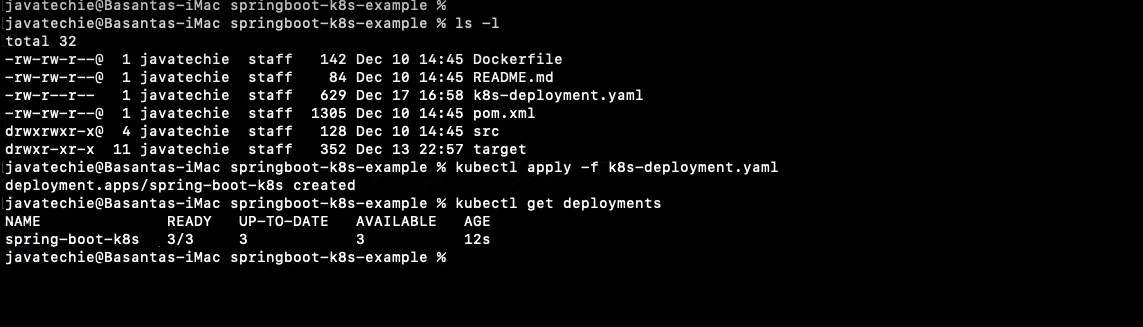 javatechie@Basantas-iMac springboot-k8s-example %
javatechie@Basantas-iMac springboot-k8s-example % ls -l
total 32
-rw-rw-r--@  1 javatechie  staff   142 Dec 10 14:45 Dockerfile
-rw-rw-r--@  1 javatechie  staff    84 Dec 10 14:45 README.md
-rw-r--r--   1 javatechie  staff   629 Dec 17 16:58 k8s-deployment.yaml
-rw-rw-r--@  1 javatechie  staff  1305 Dec 10 14:45 pom.xml
drwxrwxr-x@  4 javatechie  staff   128 Dec 10 14:45 src
drwxr-xr-x  11 javatechie  staff   352 Dec 13 22:57 target
javatechie@Basantas-iMac springboot-k8s-example % kubectl apply -f k8s-deployment.yaml
deployment.apps/spring-boot-k8s created
javatechie@Basantas-iMac springboot-k8s-example % kubectl get deployments
NAME              READY   UP-TO-DATE   AVAILABLE   AGE
spring-boot-k8s   3/3     3            3           12s
javatechie@Basantas-iMac springboot-k8s-example %